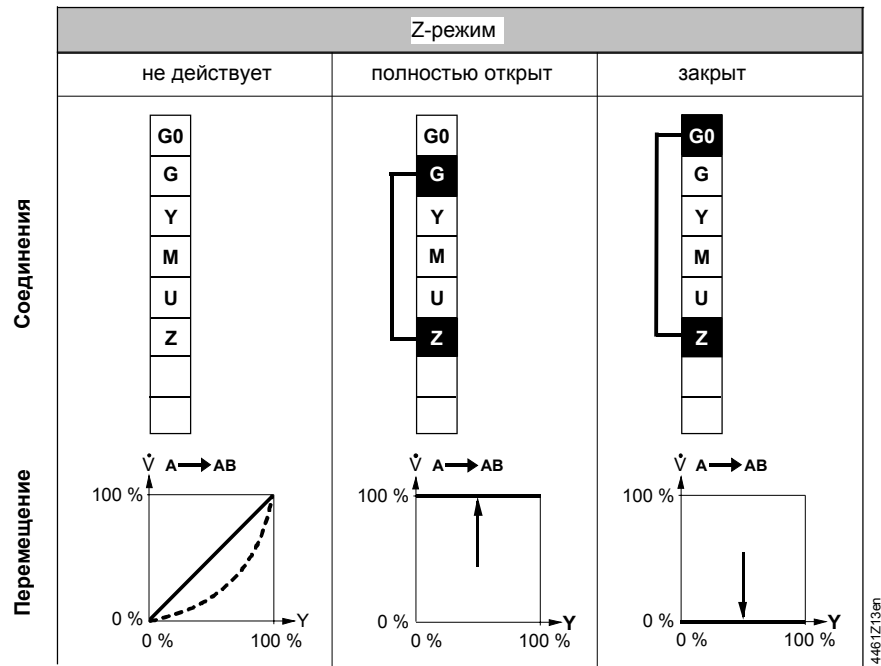 Z-режим
не действует
полностью открыт
закрыт
Соединения
G0
G
Y
M
U
Z
G0
G
Y
M
U
Z
G0
G
Y
M
U
Z
Перемещение
V̇ A→AB
100 %
0 %
Y
0 %
100 %
V̇ A→AB
100 %
0 %
Y
0 %
100 %
V̇ A→AB
100 %
0 %
Y
0 %
100 %
4461Z13en